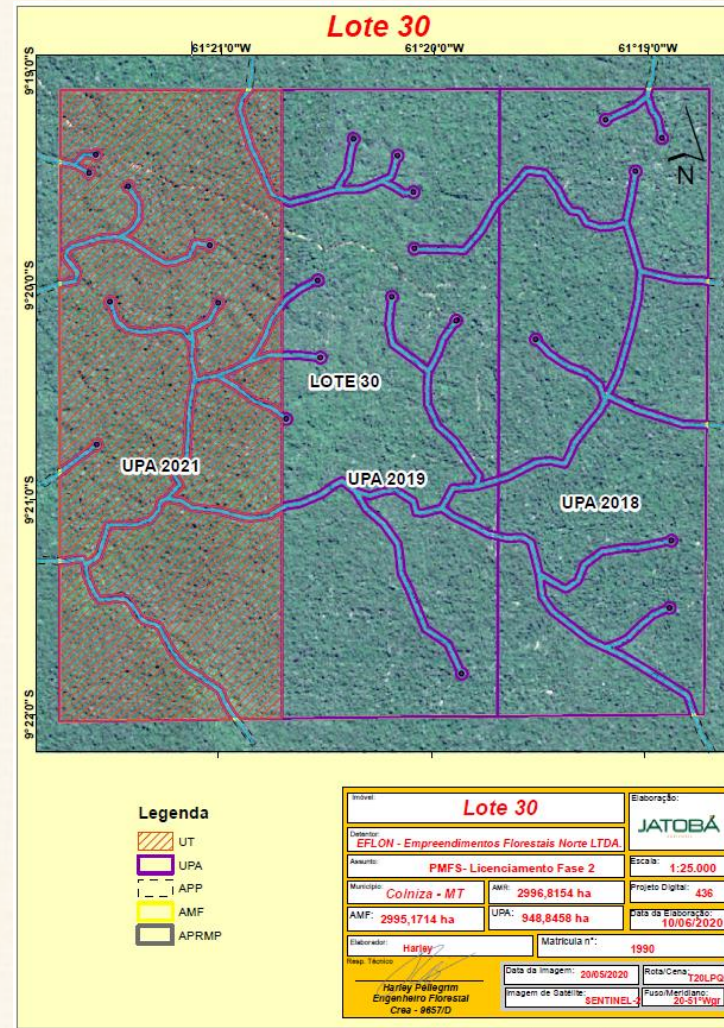 Lote 30
61°21'0"W 61°20'0"W 61°19'0"W
9°19'0"S
9°20'0"S
9°21'0"S
9°22'0"S
N
LOTE 30
UPA 2021
UPA 2019
UPA 2018
Legenda
UT
UPA
APP
AMF
APRMP
Imóvel:
Lote 30
Elaboração:
JATOBÁ
Detentor:
EFLON - Empreendimentos Florestais Norte LTDA.
Assunto:
PMFS- Licenciamento Fase 2
Escala: 1:25.000
Município: Colniza - MT
AMR: 2996,8154 ha
Projeto Digital: 436
AMF: 2995,1714 ha
UPA: 948,8458 ha
Data da Elaboração: 10/06/2020
Elaborador: Harley
Matricula n°: 1990
Resp. Técnico
Harley Pellegrim
Engenheiro Florestal
Crea - 9657/D
Data da Imagem: 20/05/2020
Rota/Cena: T20LPQ
Imagem de Satélite: SENTINEL-2
Fuso/Meridiano: 20-51°Wgr